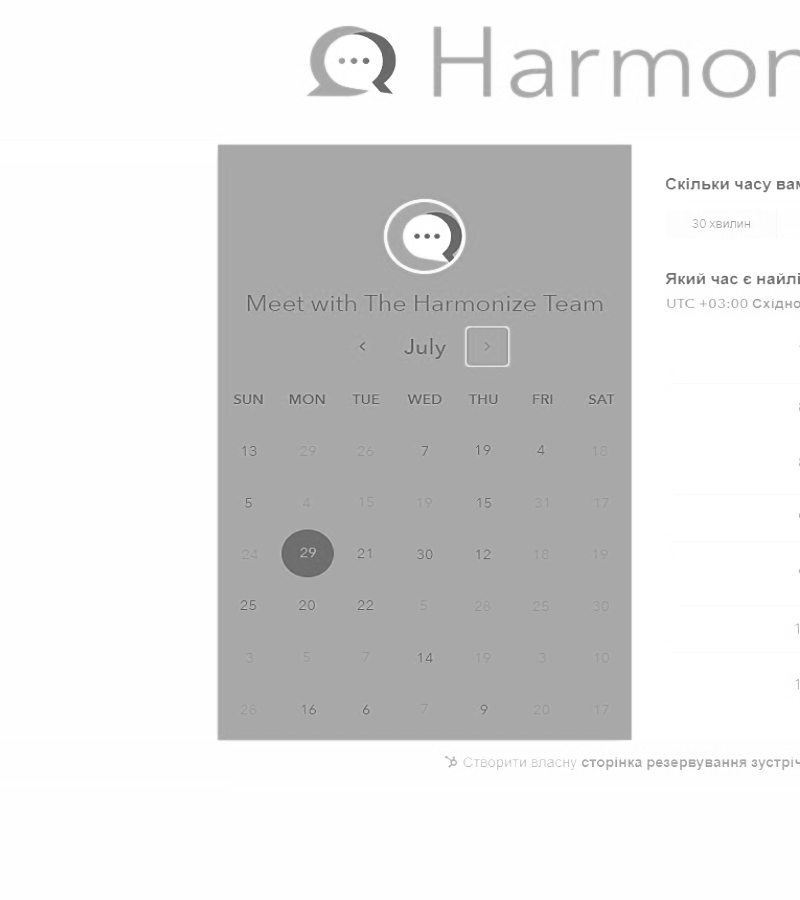 Harmon
Meet with The Harmonize Team
July
SUN MON TUE WED THU FRI SAT
13 29 26 7 19 4 18
5 4 15 19 15 31 17
24 29 21 30 12 18 19
25 20 22 5 28 25 30
3 5 7 14 19 3 10
28 16 6 7 9 20 17
Скільки часу вам
30 хвилин
Який час є найлі
UTC +03:00 Східно
Створити власну сторінка резервування зустріч